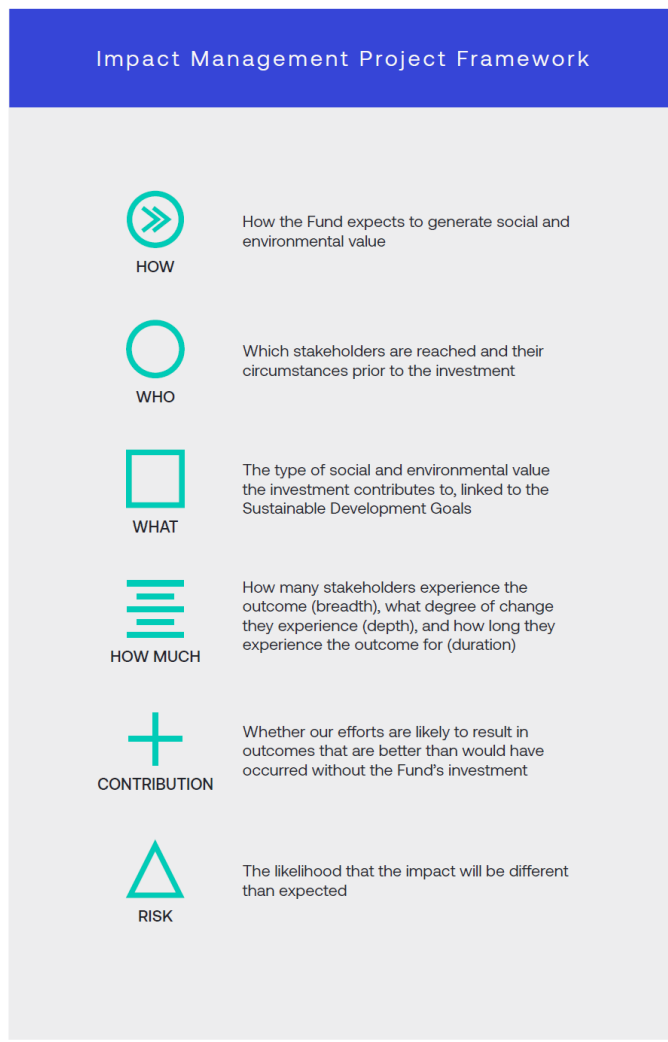 Impact Management Project Framework
HOW
How the Fund expects to generate social and
environmental value
WHO
Which stakeholders are reached and their
circumstances prior to the investment
WHAT
The type of social and environmental value
the investment contributes to, linked to the
Sustainable Development Goals
HOW MUCH
How many stakeholders experience the
outcome (breadth), what degree of change
they experience (depth), and how long they
experience the outcome for (duration)
CONTRIBUTION
Whether our efforts are likely to result in
outcomes that are better than would have
occurred without the Fund’s investment
RISK
The likelihood that the impact will be different
than expected